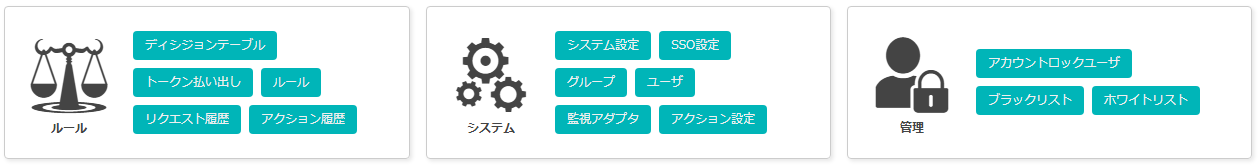 ルール
ディシジョンテーブル
トークン払い出し ルール
リクエスト履歴 アクション履歴
システム
システム設定 SSO設定
グループ ユーザ
監視アダプタ アクション設定
管理
アカウントロックユーザ
ブラックリスト ホワイトリスト